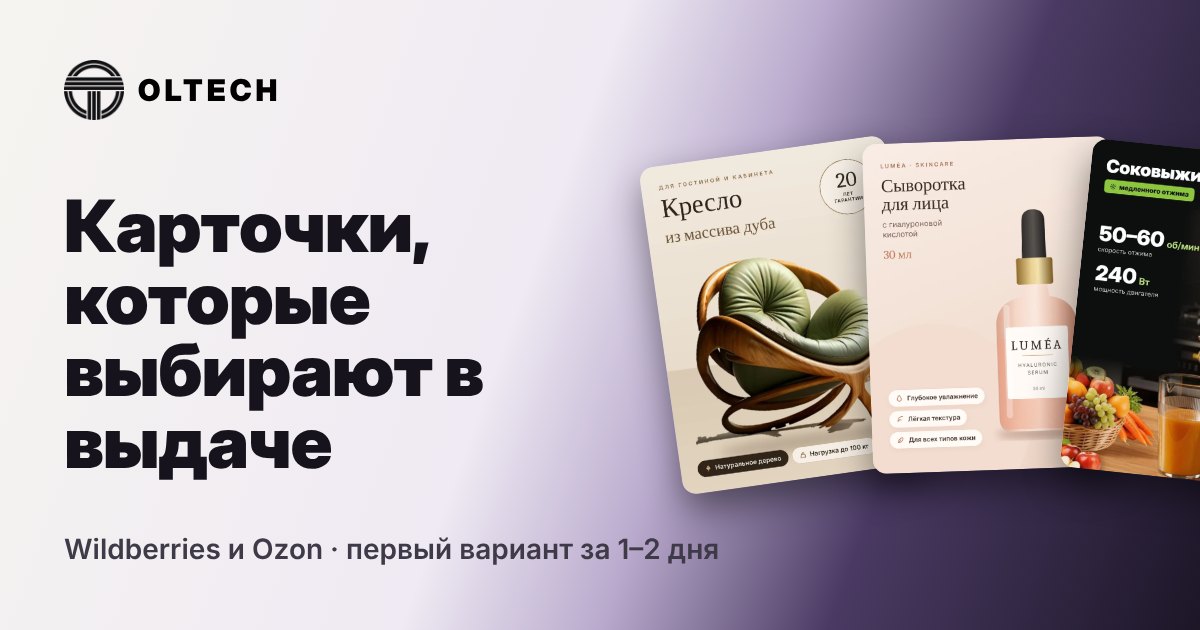 OLTECH
Карточки,
которые
выбирают в
выдаче
Wildberries и Ozon · первый вариант за 1–2 дня
ДЛЯ ГОСТИНОЙ И КАБИНЕТА
Кресло
из массива дуба
20
ЛЕТ
ГАРАНТИИ
Натуральное дерево
Нагрузка до 100 кг
LUMÉA · SKINCARE
Сыворотка
для лица
с гиалуроновой
кислотой
30 мл
LUMÉA
HYALURONIC
SERUM
30 ml
Глубокое увлажнение
Лёгкая текстура
Для всех типов кожи
Соковыжи
медленного отжима
50–60 об/мин
скорость отжима
240 Вт
мощность двигателя